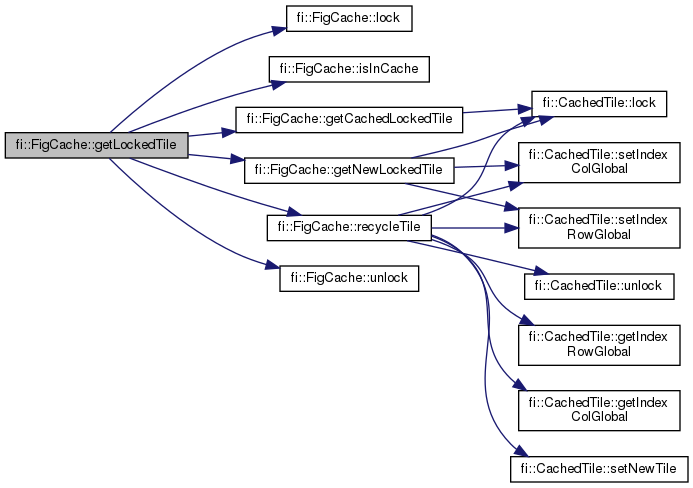 fi::FigCache::getLockedTile
fi::FigCache::lock
fi::FigCache::isInCache
fi::FigCache::getCachedLockedTile
fi::FigCache::getNewLockedTile
fi::FigCache::recycleTile
fi::FigCache::unlock
fi::CachedTile::lock
fi::CachedTile::setIndex
ColGlobal
fi::CachedTile::setIndex
RowGlobal
fi::CachedTile::unlock
fi::CachedTile::getIndex
RowGlobal
fi::CachedTile::getIndex
ColGlobal
fi::CachedTile::setNewTile